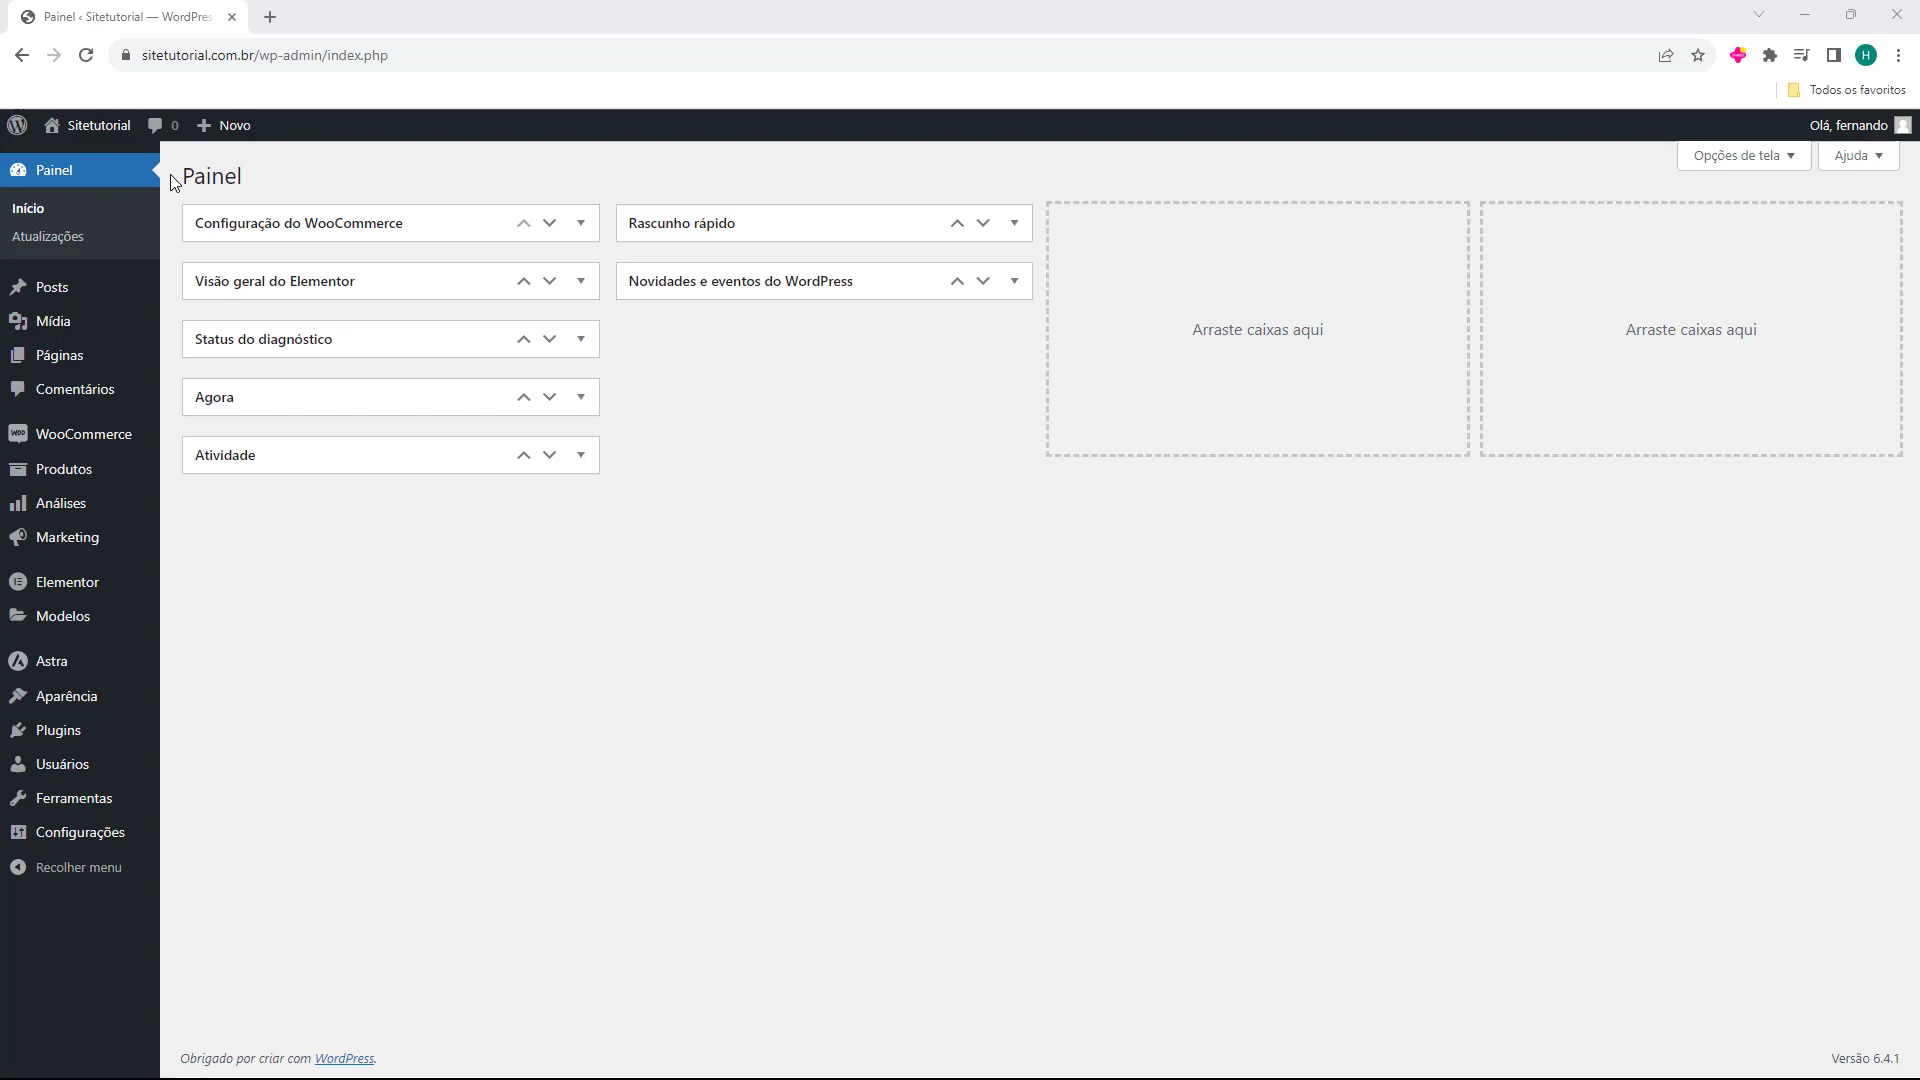 Painel ‹ Sitetutorial — WordPres
sitetutorial.com.br/wp-admin/index.php
H
Todos os favoritos
Sitetutorial
0
Novo
Olá, fernando
Painel
Início
Atualizações
Posts
Mídia
Páginas
Comentários
WooCommerce
Produtos
Análises
Marketing
Elementor
Modelos
Astra
Aparência
Plugins
Usuários
Ferramentas
Configurações
Recolher menu
Opções de tela
Ajuda
Painel
Configuração do WooCommerce
Visão geral do Elementor
Status do diagnóstico
Agora
Atividade
Rascunho rápido
Novidades e eventos do WordPress
Arraste caixas aqui
Arraste caixas aqui
Obrigado por criar com WordPress.
Versão 6.4.1